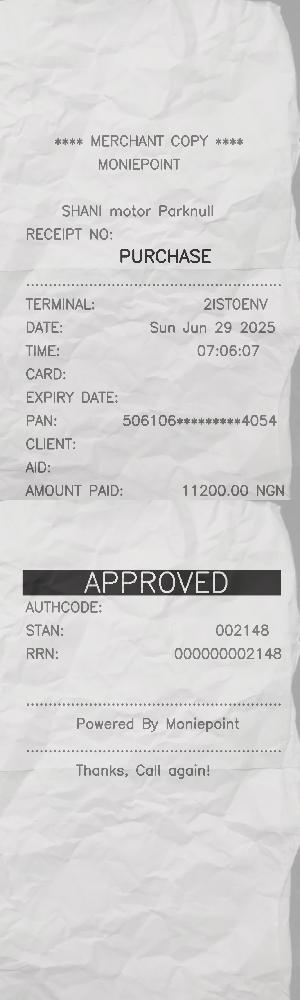 **** MERCHANT COPY ****
MONIEPOINT
SHANI motor Parknull
RECEIPT NO:
PURCHASE
TERMINAL: 2IST0ENV
DATE: Sun Jun 29 2025
TIME: 07:06:07
CARD:
EXPIRY DATE:
PAN: 506106*********4054
CLIENT:
AID:
AMOUNT PAID: 11200.00 NGN
APPROVED
AUTHCODE:
STAN: 002148
RRN: 000000002148
Powered By Moniepoint
Thanks, Call again!